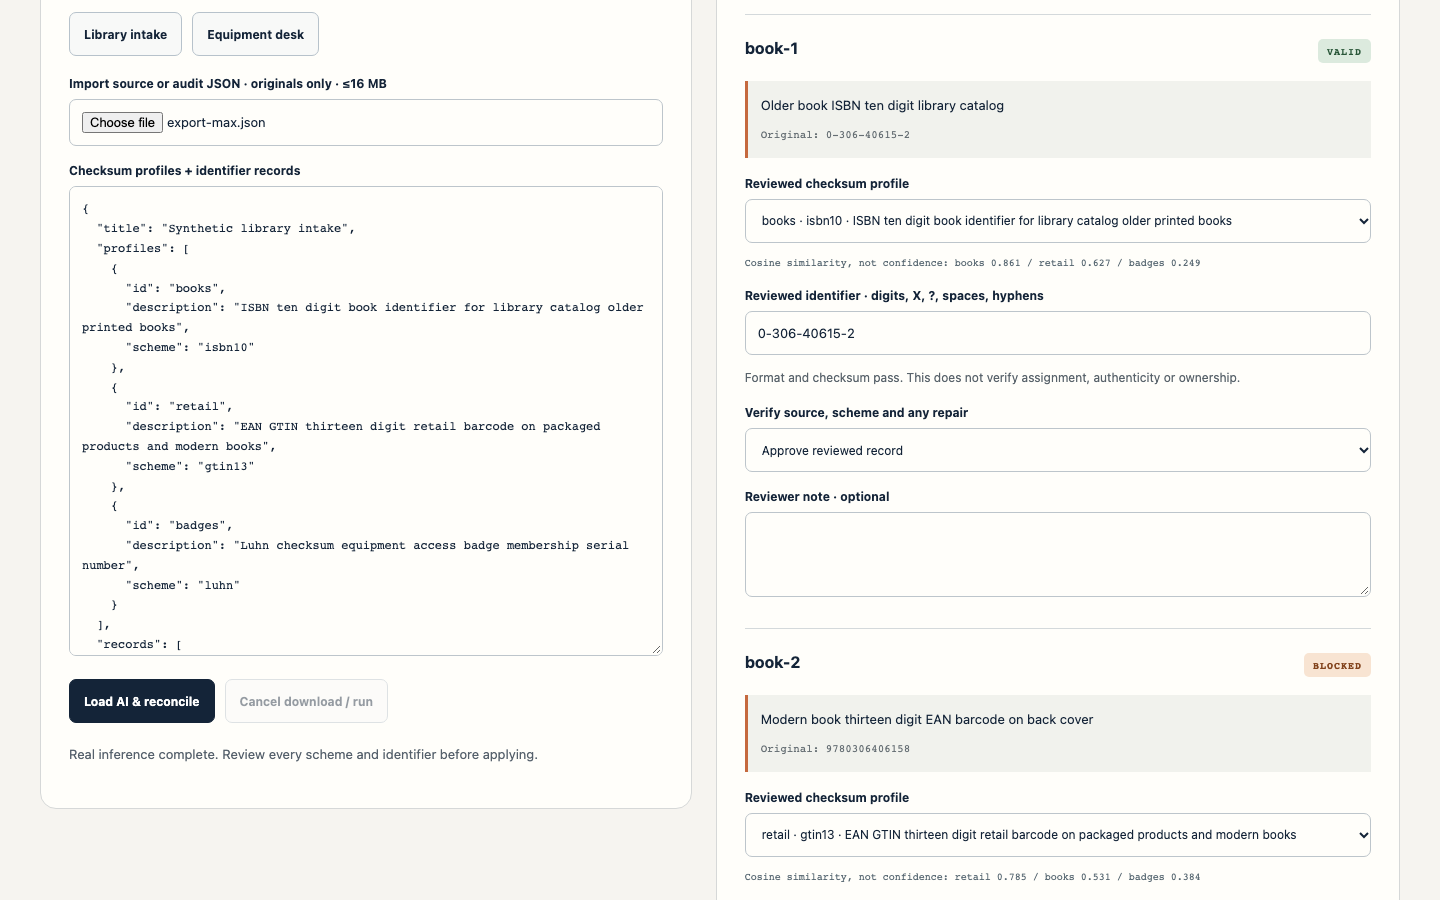 Library intake
Equipment desk
Import source or audit JSON · originals only · ≤16 MB
Choose file export-max.json
Checksum profiles + identifier records
{
"title": "Synthetic library intake",
"profiles": [
{
"id": "books",
"description": "ISBN ten digit book identifier for library catalog older
printed books",
"scheme": "isbn10"
},
{
"id": "retail",
"description": "EAN GTIN thirteen digit retail barcode on packaged
products and modern books",
"scheme": "gtin13"
},
{
"id": "badges",
"description": "Luhn checksum equipment access badge membership serial
number",
"scheme": "luhn"
}
],
"records": [
Load AI & reconcile
Cancel download / run
Real inference complete. Review every scheme and identifier before applying.
book-1
VALID
Older book ISBN ten digit library catalog
Original: 0-306-40615-2
Reviewed checksum profile
books · isbn10 · ISBN ten digit book identifier for library catalog older printed books
Cosine similarity, not confidence: books 0.861 / retail 0.627 / badges 0.249
Reviewed identifier · digits, X, ?, spaces, hyphens
0-306-40615-2
Format and checksum pass. This does not verify assignment, authenticity or ownership.
Verify source, scheme and any repair
Approve reviewed record
Reviewer note · optional
book-2
BLOCKED
Modern book thirteen digit EAN barcode on back cover
Original: 9780306406158
Reviewed checksum profile
retail · gtin13 · EAN GTIN thirteen digit retail barcode on packaged products and modern books
Cosine similarity, not confidence: retail 0.785 / books 0.531 / badges 0.384